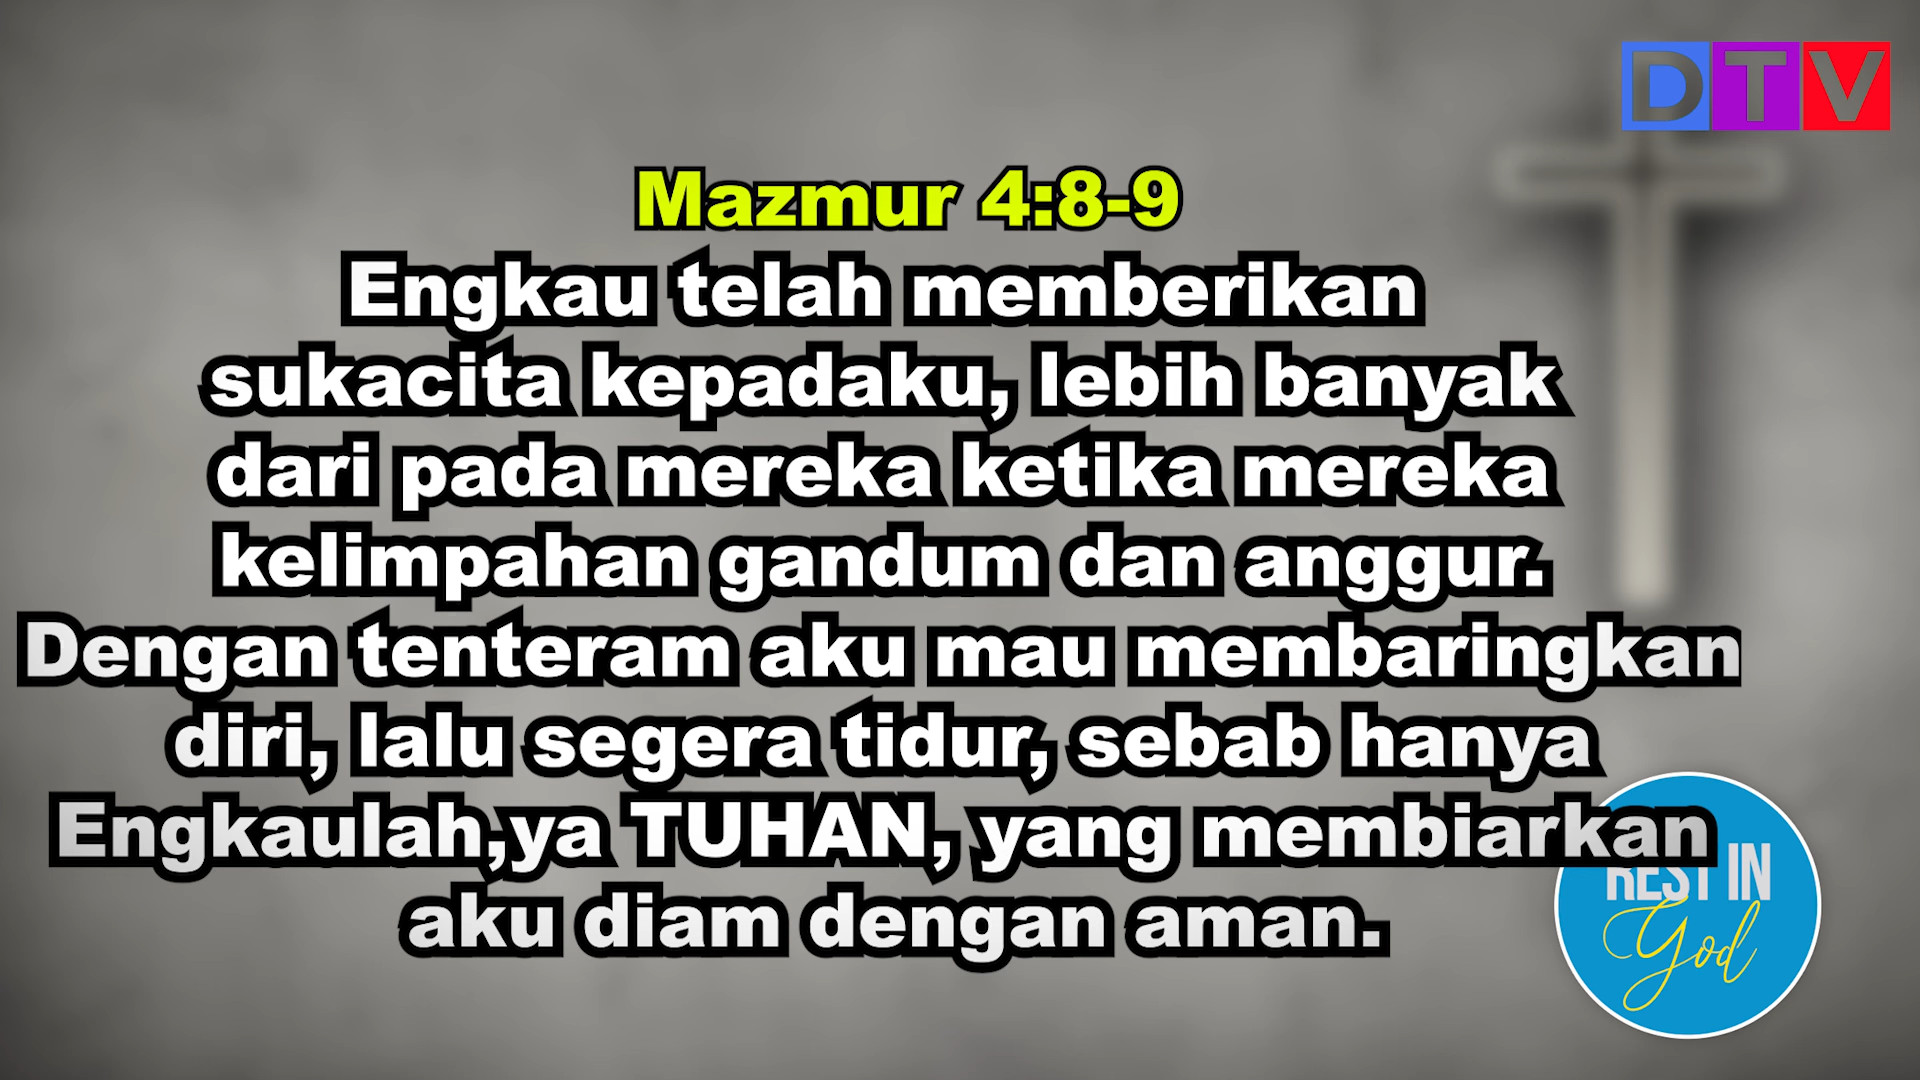 DTV
Mazmur 4:8-9
Engkau telah memberikan
sukacita kepadaku, lebih banyak
dari pada mereka ketika mereka
kelimpahan gandum dan anggur.
Dengan tenteram aku mau membaringkan
diri, lalu segera tidur, sebab hanya
Engkaulah,ya TUHAN, yang membiarkan
aku diam dengan aman.
REST IN
God